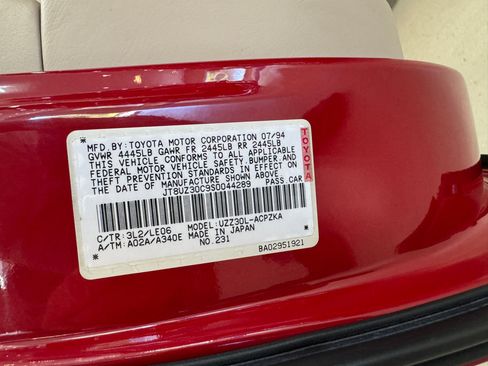 MFD. BY: TOYOTA MOTOR CORPORATION 07/94
GVWR 4445LB GAWR FR 2445LB RR 2445LB
THIS VEHICLE CONFORMS TO ALL APPLICABLE
FEDERAL MOTOR VEHICLE SAFETY, BUMPER, AND
THEFT PREVENTION STANDARDS IN EFFECT ON
THE DATE OF MANUFACTURE SHOWN ABOVE.
JT8UZ30C9S0044289 PASS. CAR
TOYOTA
C/TR: 3L2/LE06 MODEL: UZZ30L-ACPZKA
A/TM: A02A/A340E MADE IN JAPAN
NO. 231 BA02951921